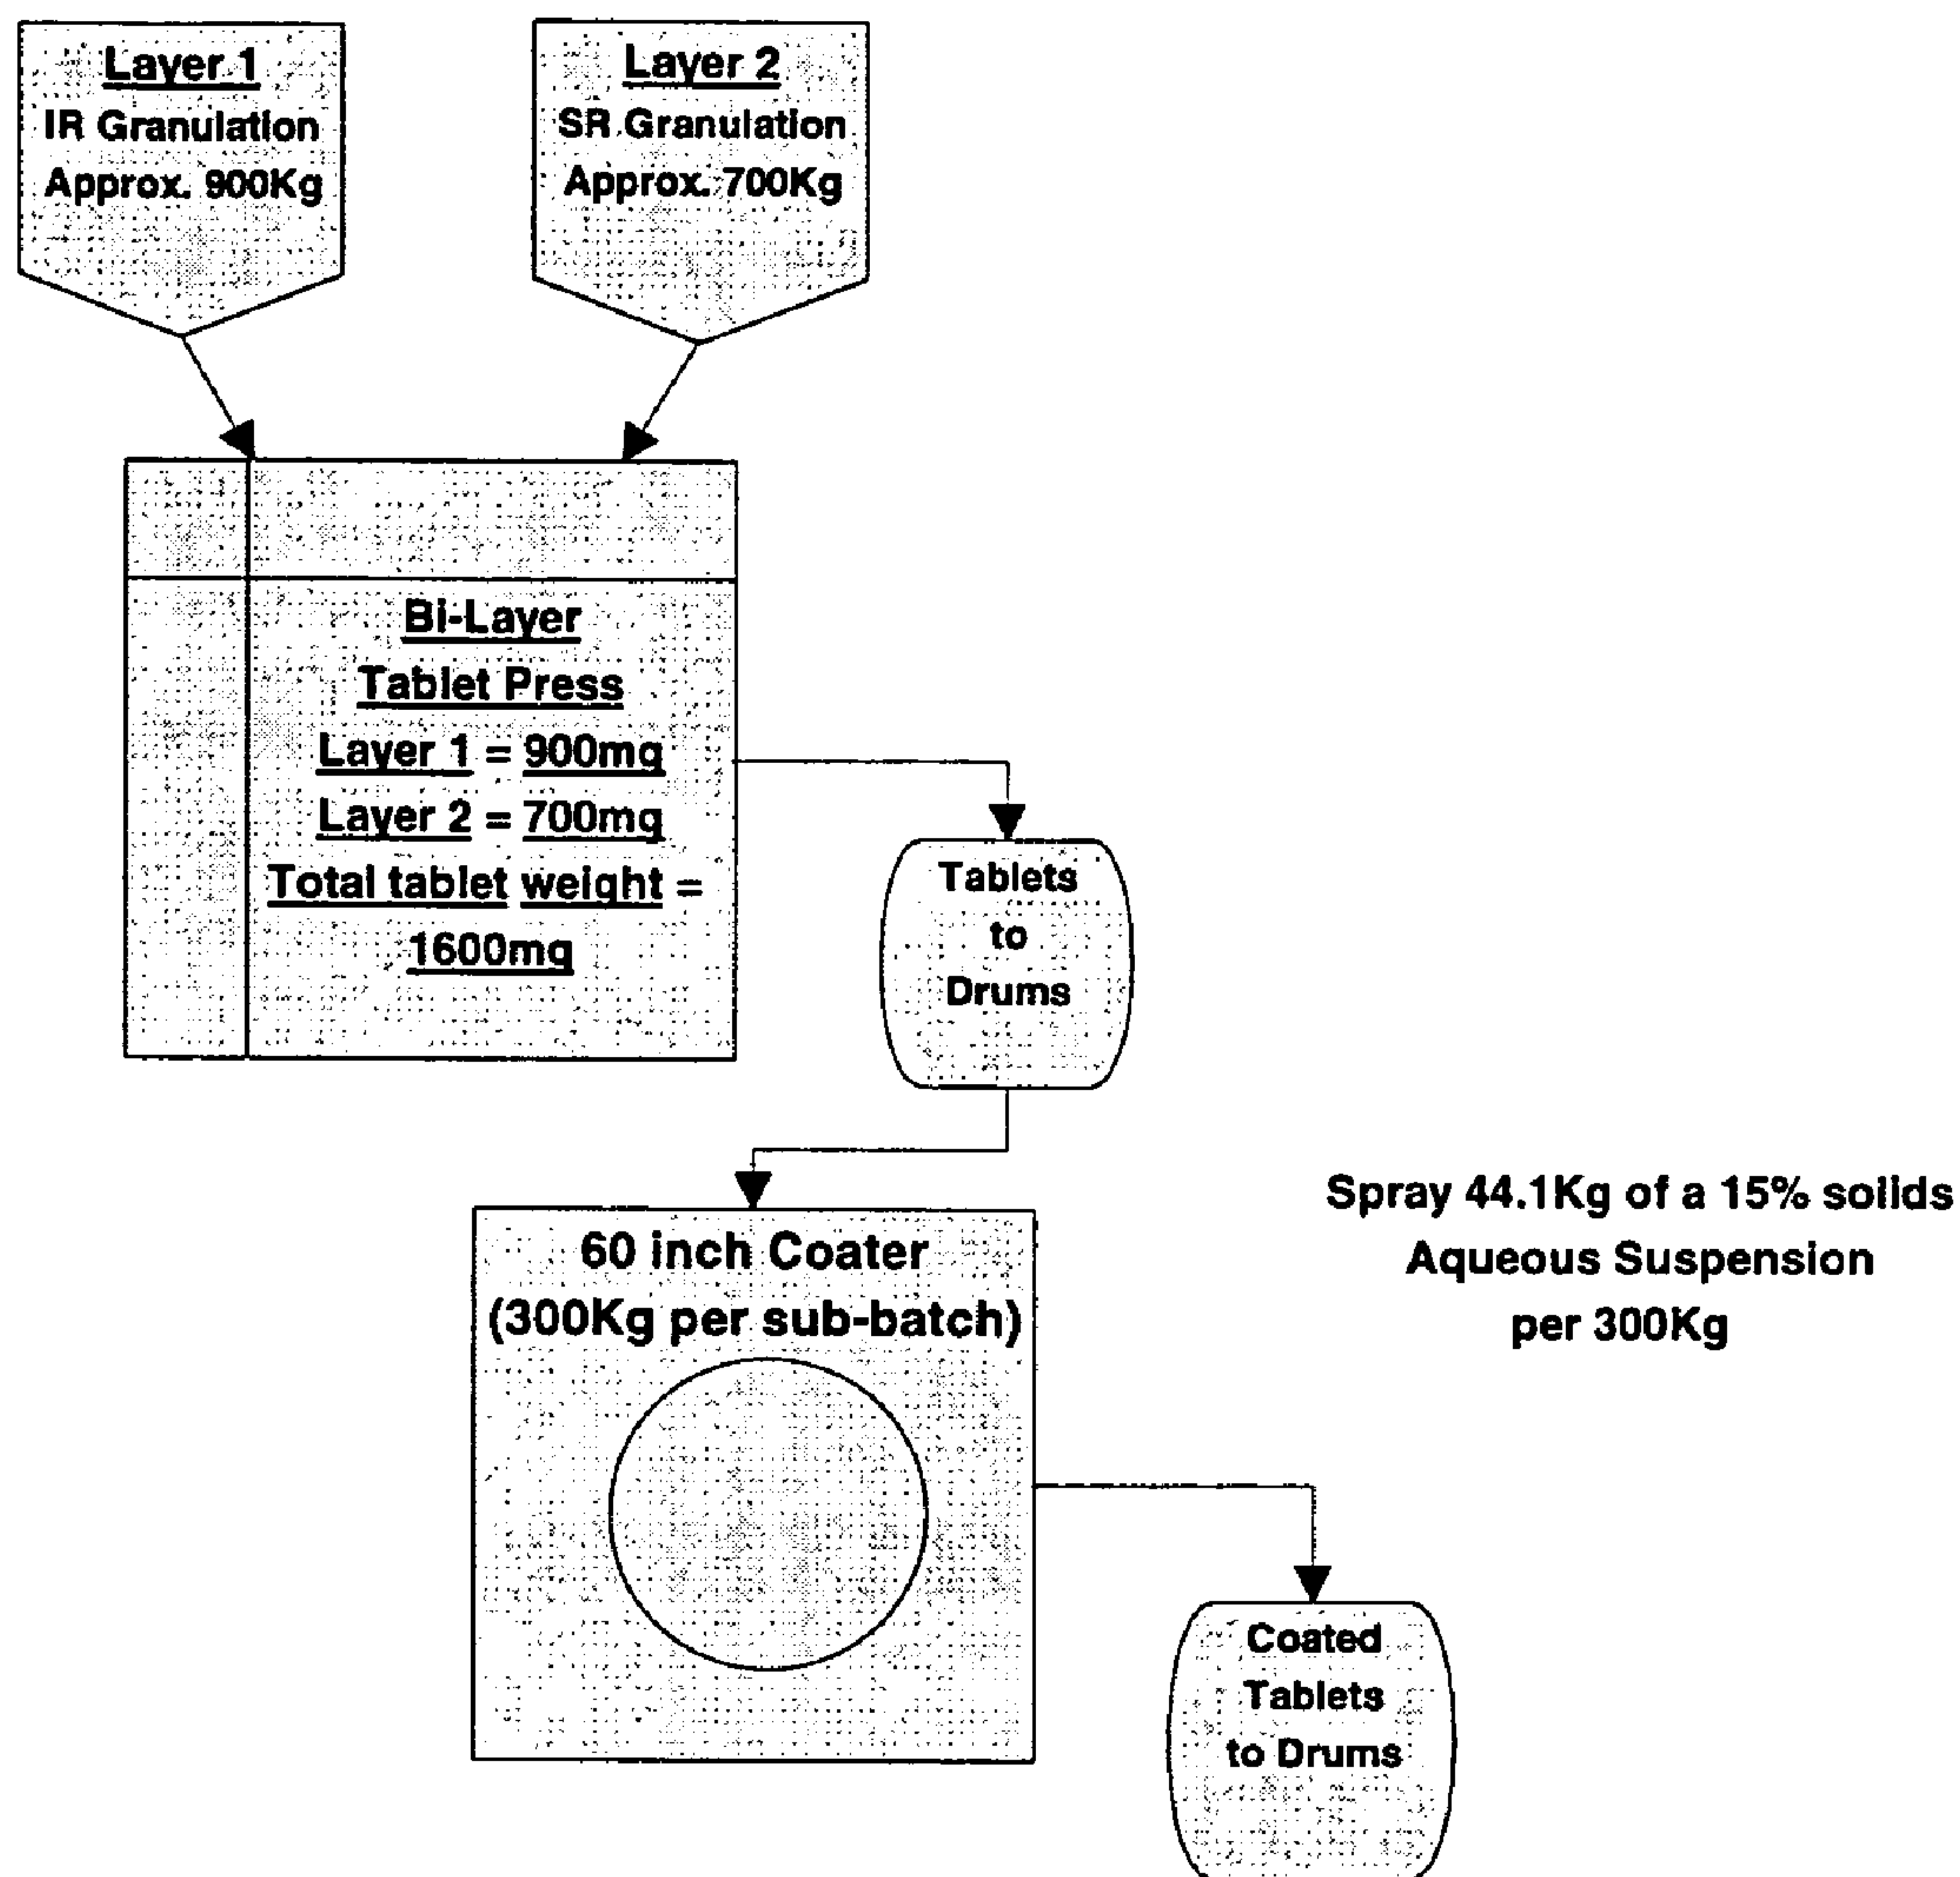 Layer 1
IR Granulation
Approx. 900Kg
Layer 2
SR Granulation
Approx. 700Kg
Bi-Layer
Tablet Press
Layer 1 = 900mg
Layer 2 = 700mg
Total tablet weight =
1600mg
Tablets
to
Drums
60 inch Coater
(300Kg per sub-batch)
Spray 44.1Kg of a 15% solids
Aqueous Suspension
per 300Kg
Coated
Tablets
to Drums